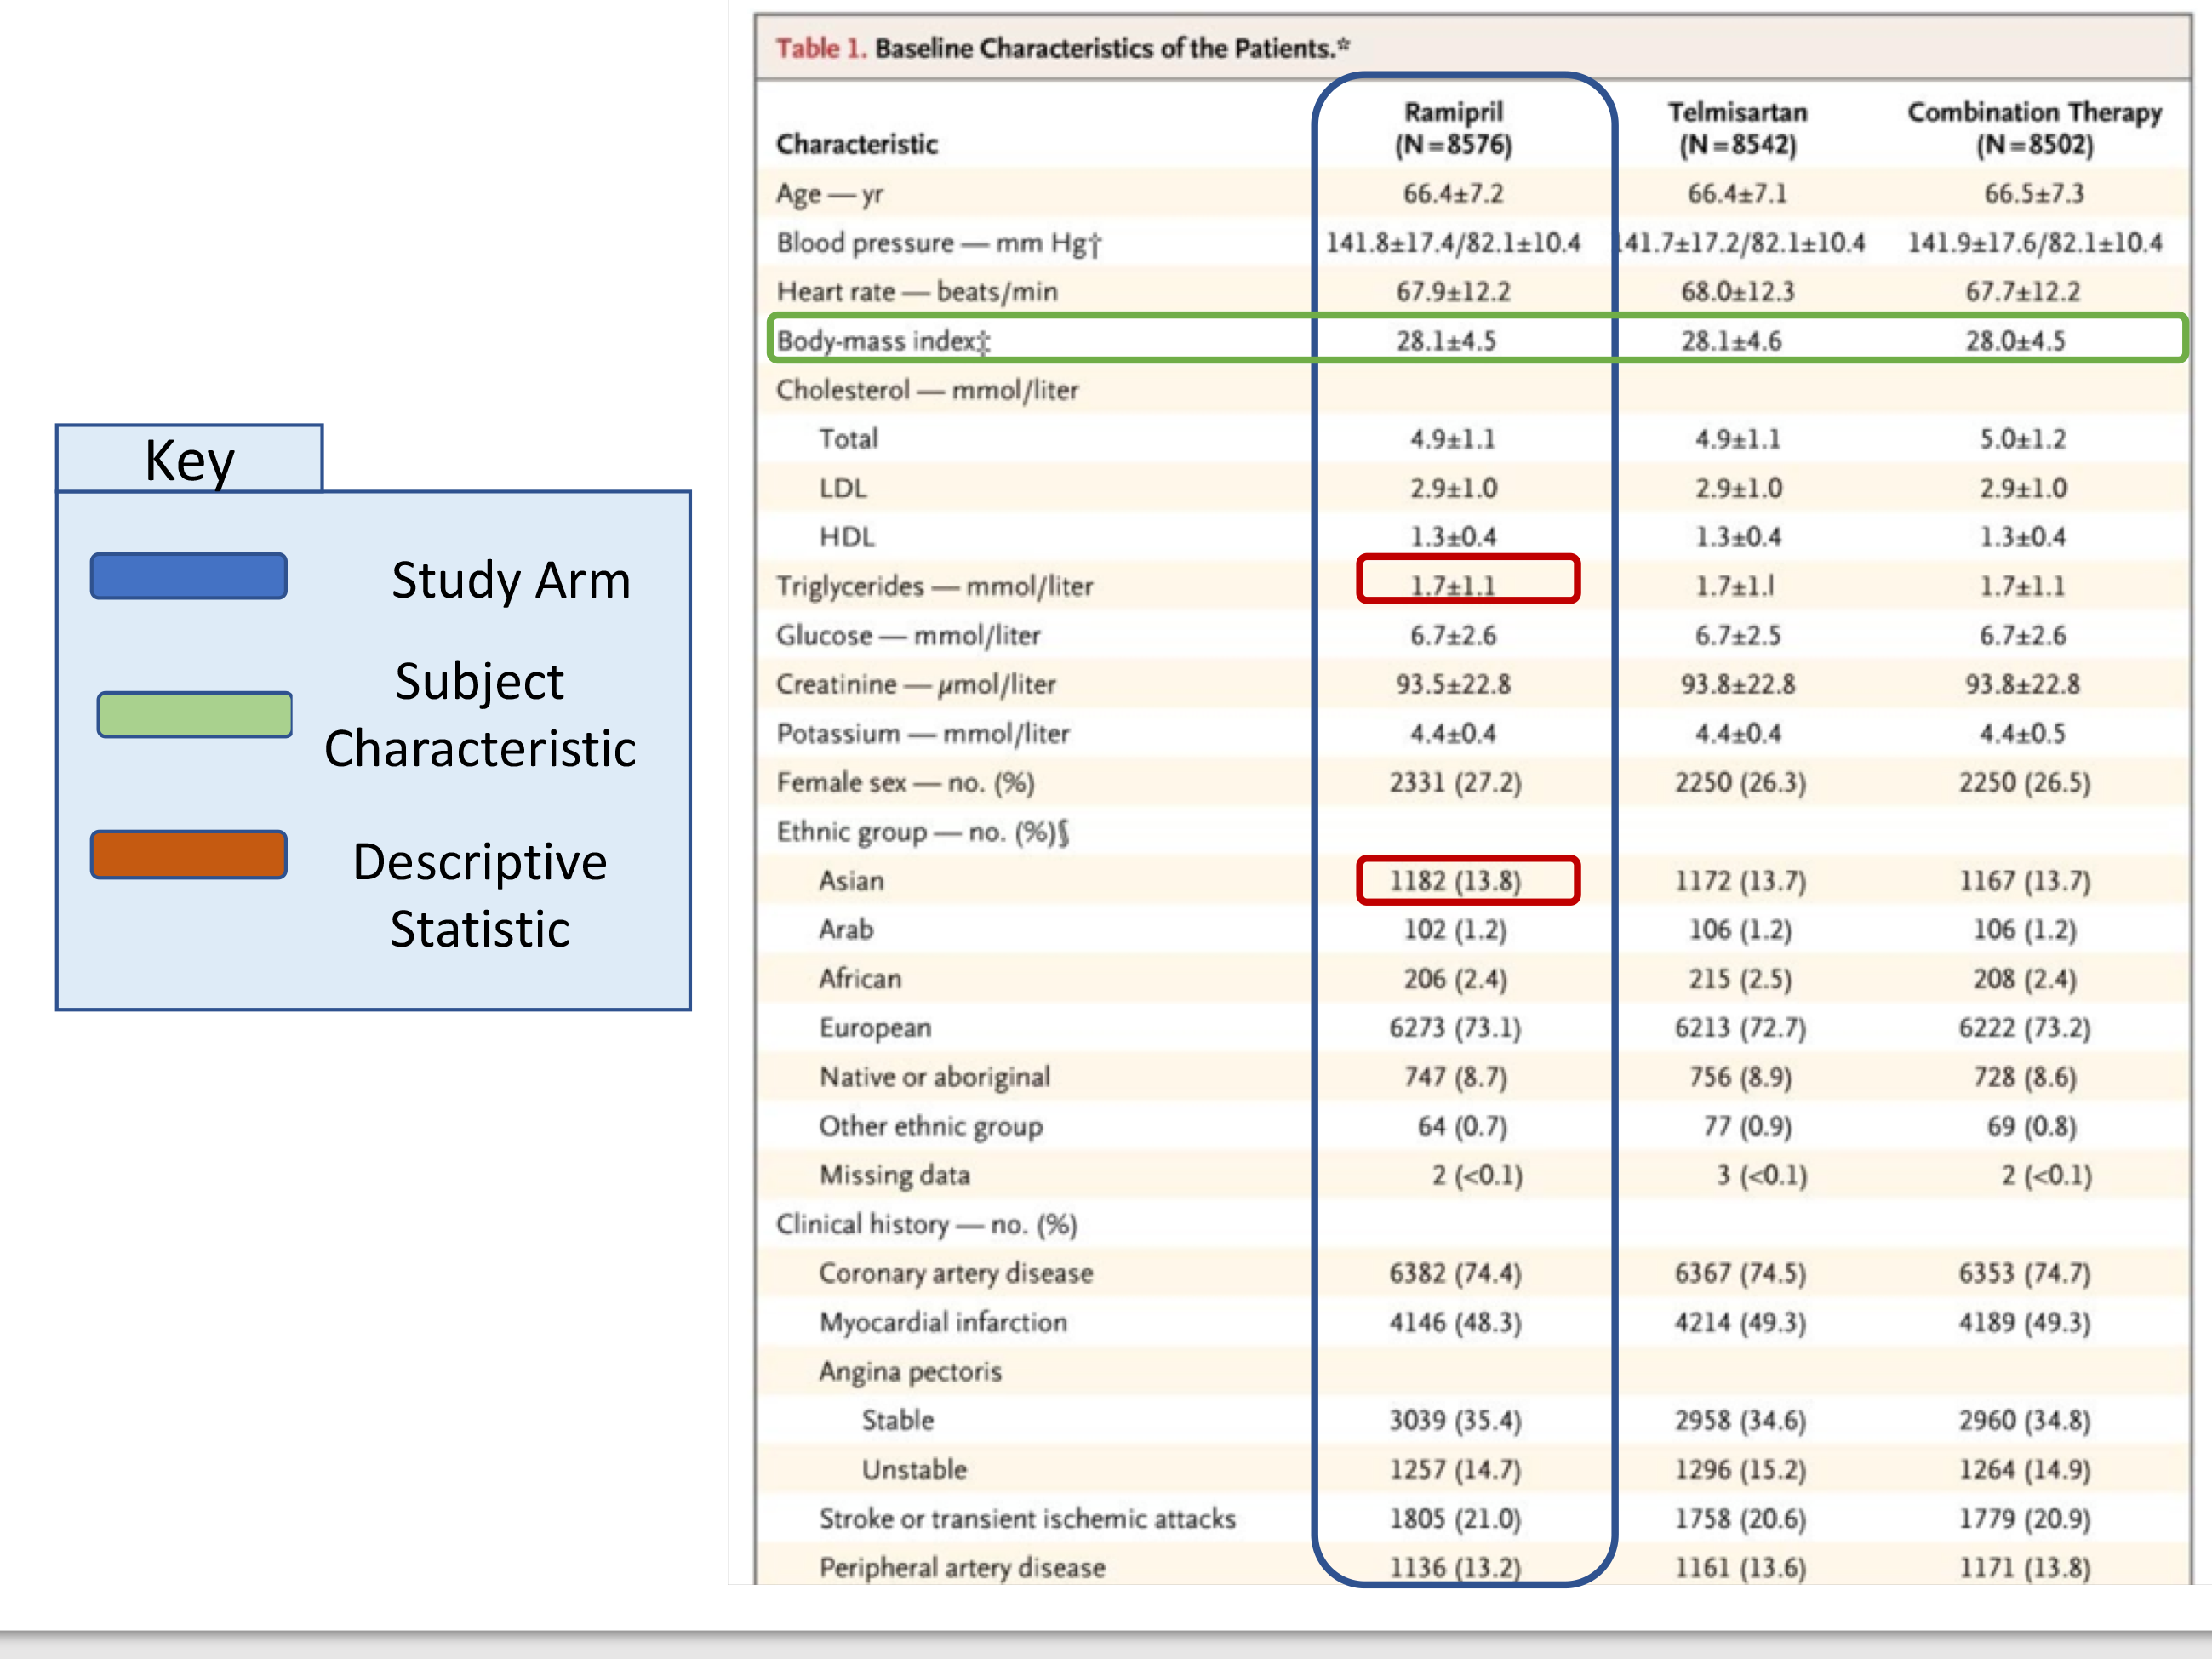 Key
Study Arm
Subject
Characteristic
Descriptive
Statistic
Table 1. Baseline Characteristics of the Patients.*
Characteristic Ramipril (N=8576) Telmisartan (N=8542) Combination Therapy (N=8502)
Age — yr 66.4±7.2 66.4±7.1 66.5±7.3
Blood pressure — mm Hg† 141.8±17.4/82.1±10.4 141.7±17.2/82.1±10.4 141.9±17.6/82.1±10.4
Heart rate — beats/min 67.9±12.2 68.0±12.3 67.7±12.2
Body-mass index‡ 28.1±4.5 28.1±4.6 28.0±4.5
Cholesterol — mmol/liter
Total 4.9±1.1 4.9±1.1 5.0±1.2
LDL 2.9±1.0 2.9±1.0 2.9±1.0
HDL 1.3±0.4 1.3±0.4 1.3±0.4
Triglycerides — mmol/liter 1.7±1.1 1.7±1.1 1.7±1.1
Glucose — mmol/liter 6.7±2.6 6.7±2.5 6.7±2.6
Creatinine — µmol/liter 93.5±22.8 93.8±22.8 93.8±22.8
Potassium — mmol/liter 4.4±0.4 4.4±0.4 4.4±0.5
Female sex — no. (%) 2331 (27.2) 2250 (26.3) 2250 (26.5)
Ethnic group — no. (%)§
Asian 1182 (13.8) 1172 (13.7) 1167 (13.7)
Arab 102 (1.2) 106 (1.2) 106 (1.2)
African 206 (2.4) 215 (2.5) 208 (2.4)
European 6273 (73.1) 6213 (72.7) 6222 (73.2)
Native or aboriginal 747 (8.7) 756 (8.9) 728 (8.6)
Other ethnic group 64 (0.7) 77 (0.9) 69 (0.8)
Missing data 2 (<0.1) 3 (<0.1) 2 (<0.1)
Clinical history — no. (%)
Coronary artery disease 6382 (74.4) 6367 (74.5) 6353 (74.7)
Myocardial infarction 4146 (48.3) 4214 (49.3) 4189 (49.3)
Angina pectoris
Stable 3039 (35.4) 2958 (34.6) 2960 (34.8)
Unstable 1257 (14.7) 1296 (15.2) 1264 (14.9)
Stroke or transient ischemic attacks 1805 (21.0) 1758 (20.6) 1779 (20.9)
Peripheral artery disease 1136 (13.2) 1161 (13.6) 1171 (13.8)